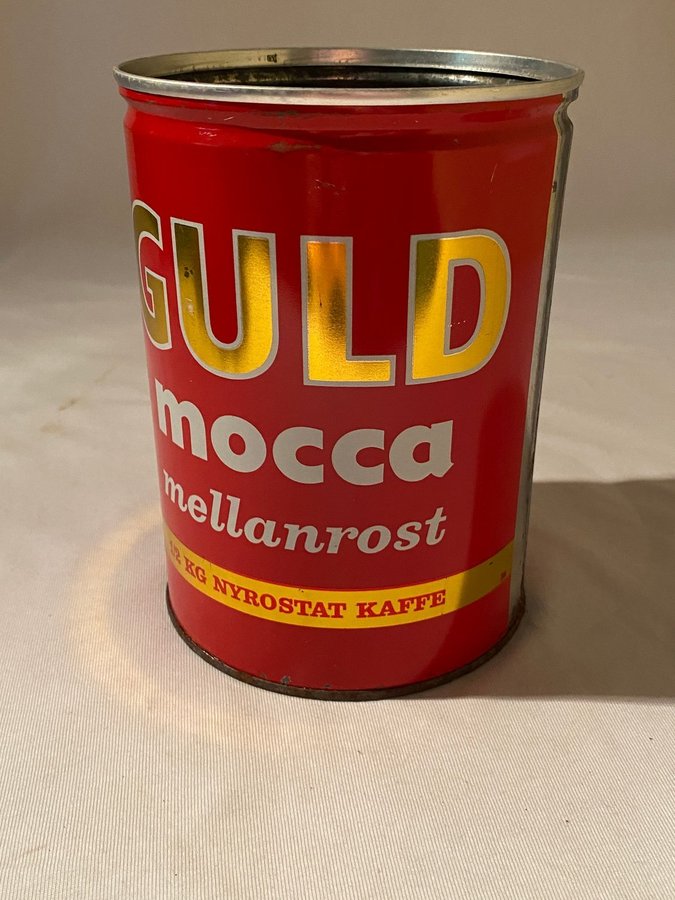 GULD
mocca
mellanrost
KG NYROSTAT KAFFE